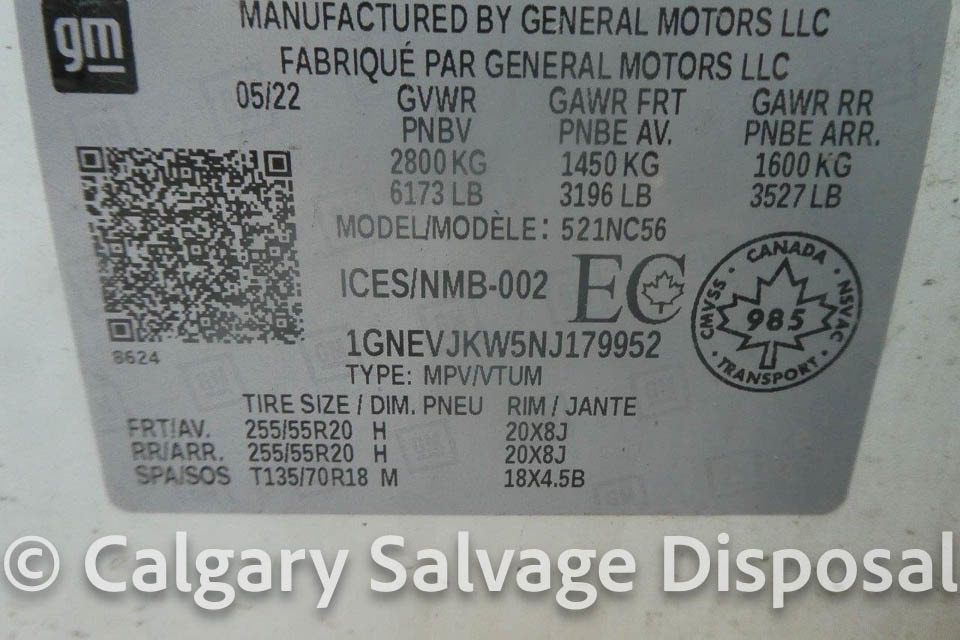 gm
MANUFACTURED BY GENERAL MOTORS LLC
FABRIQUÉ PAR GENERAL MOTORS LLC
05/22 GVWR GAWR FRT GAWR RR
PNBV PNBE AV. PNBE ARR.
2800 KG 1450 KG 1600 KG
6173 LB 3196 LB 3527 LB
MODEL/MODÈLE: 521NC56
ICES/NMB-002 EC
CANADA
CMVSS 985 NSVAC
TRANSPORT
8624
1GNEVJKW5NJ179952
TYPE: MPV/VTUM
TIRE SIZE / DIM. PNEU RIM / JANTE
FRT/AV. 255/55R20 H 20X8J
RR/ARR. 255/55R20 H 20X8J
SPA/SOS T135/70R18 M 18X4.5B
© Calgary Salvage Disposal